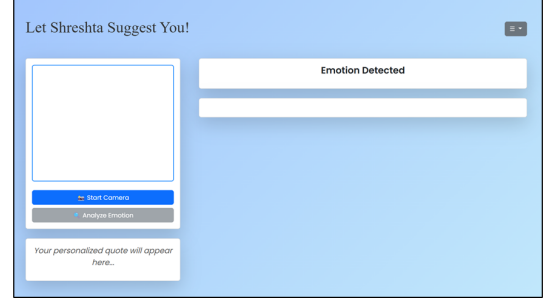 Let Shreshta Suggest You!
☰
Emotion Detected
📷 Start Camera
🔍 Analyze Emotion
Your personalized quote will appear
here...